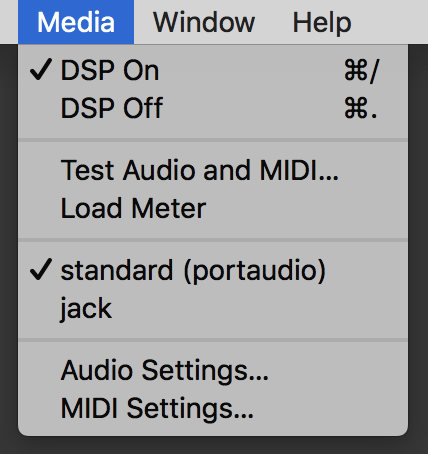 Media Window Help
✓ DSP On ⌘/
DSP Off ⌘.
Test Audio and MIDI...
Load Meter
✓ standard (portaudio)
jack
Audio Settings...
MIDI Settings...